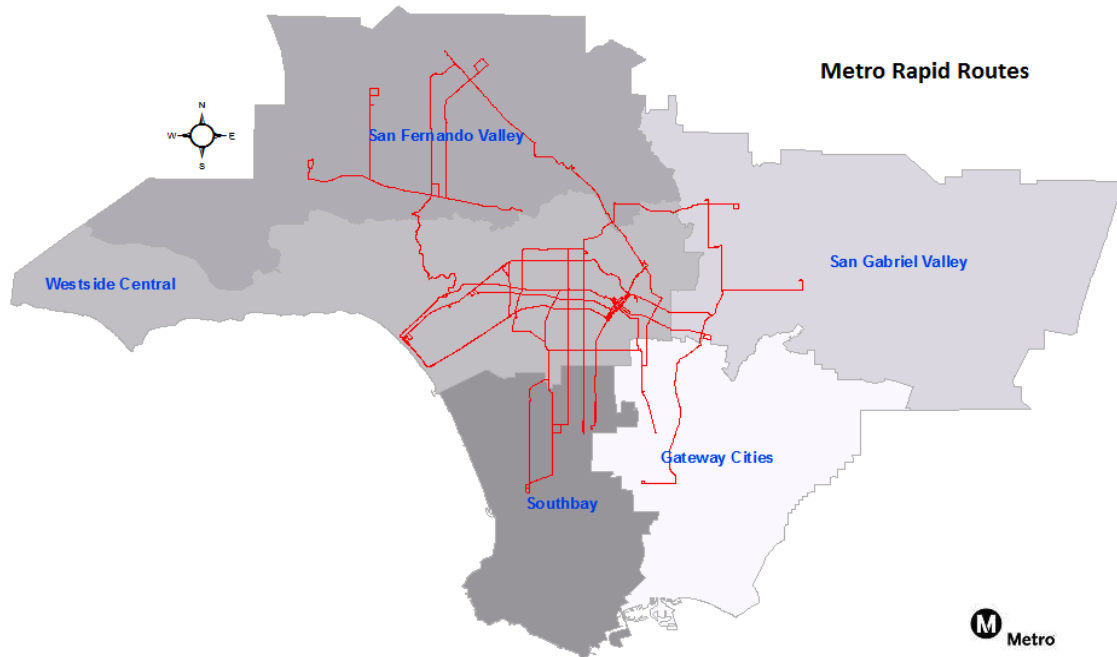 Metro Rapid Routes
N
W E
S
San Fernando Valley
San Gabriel Valley
Westside Central
Gateway Cities
Southbay
M Metro